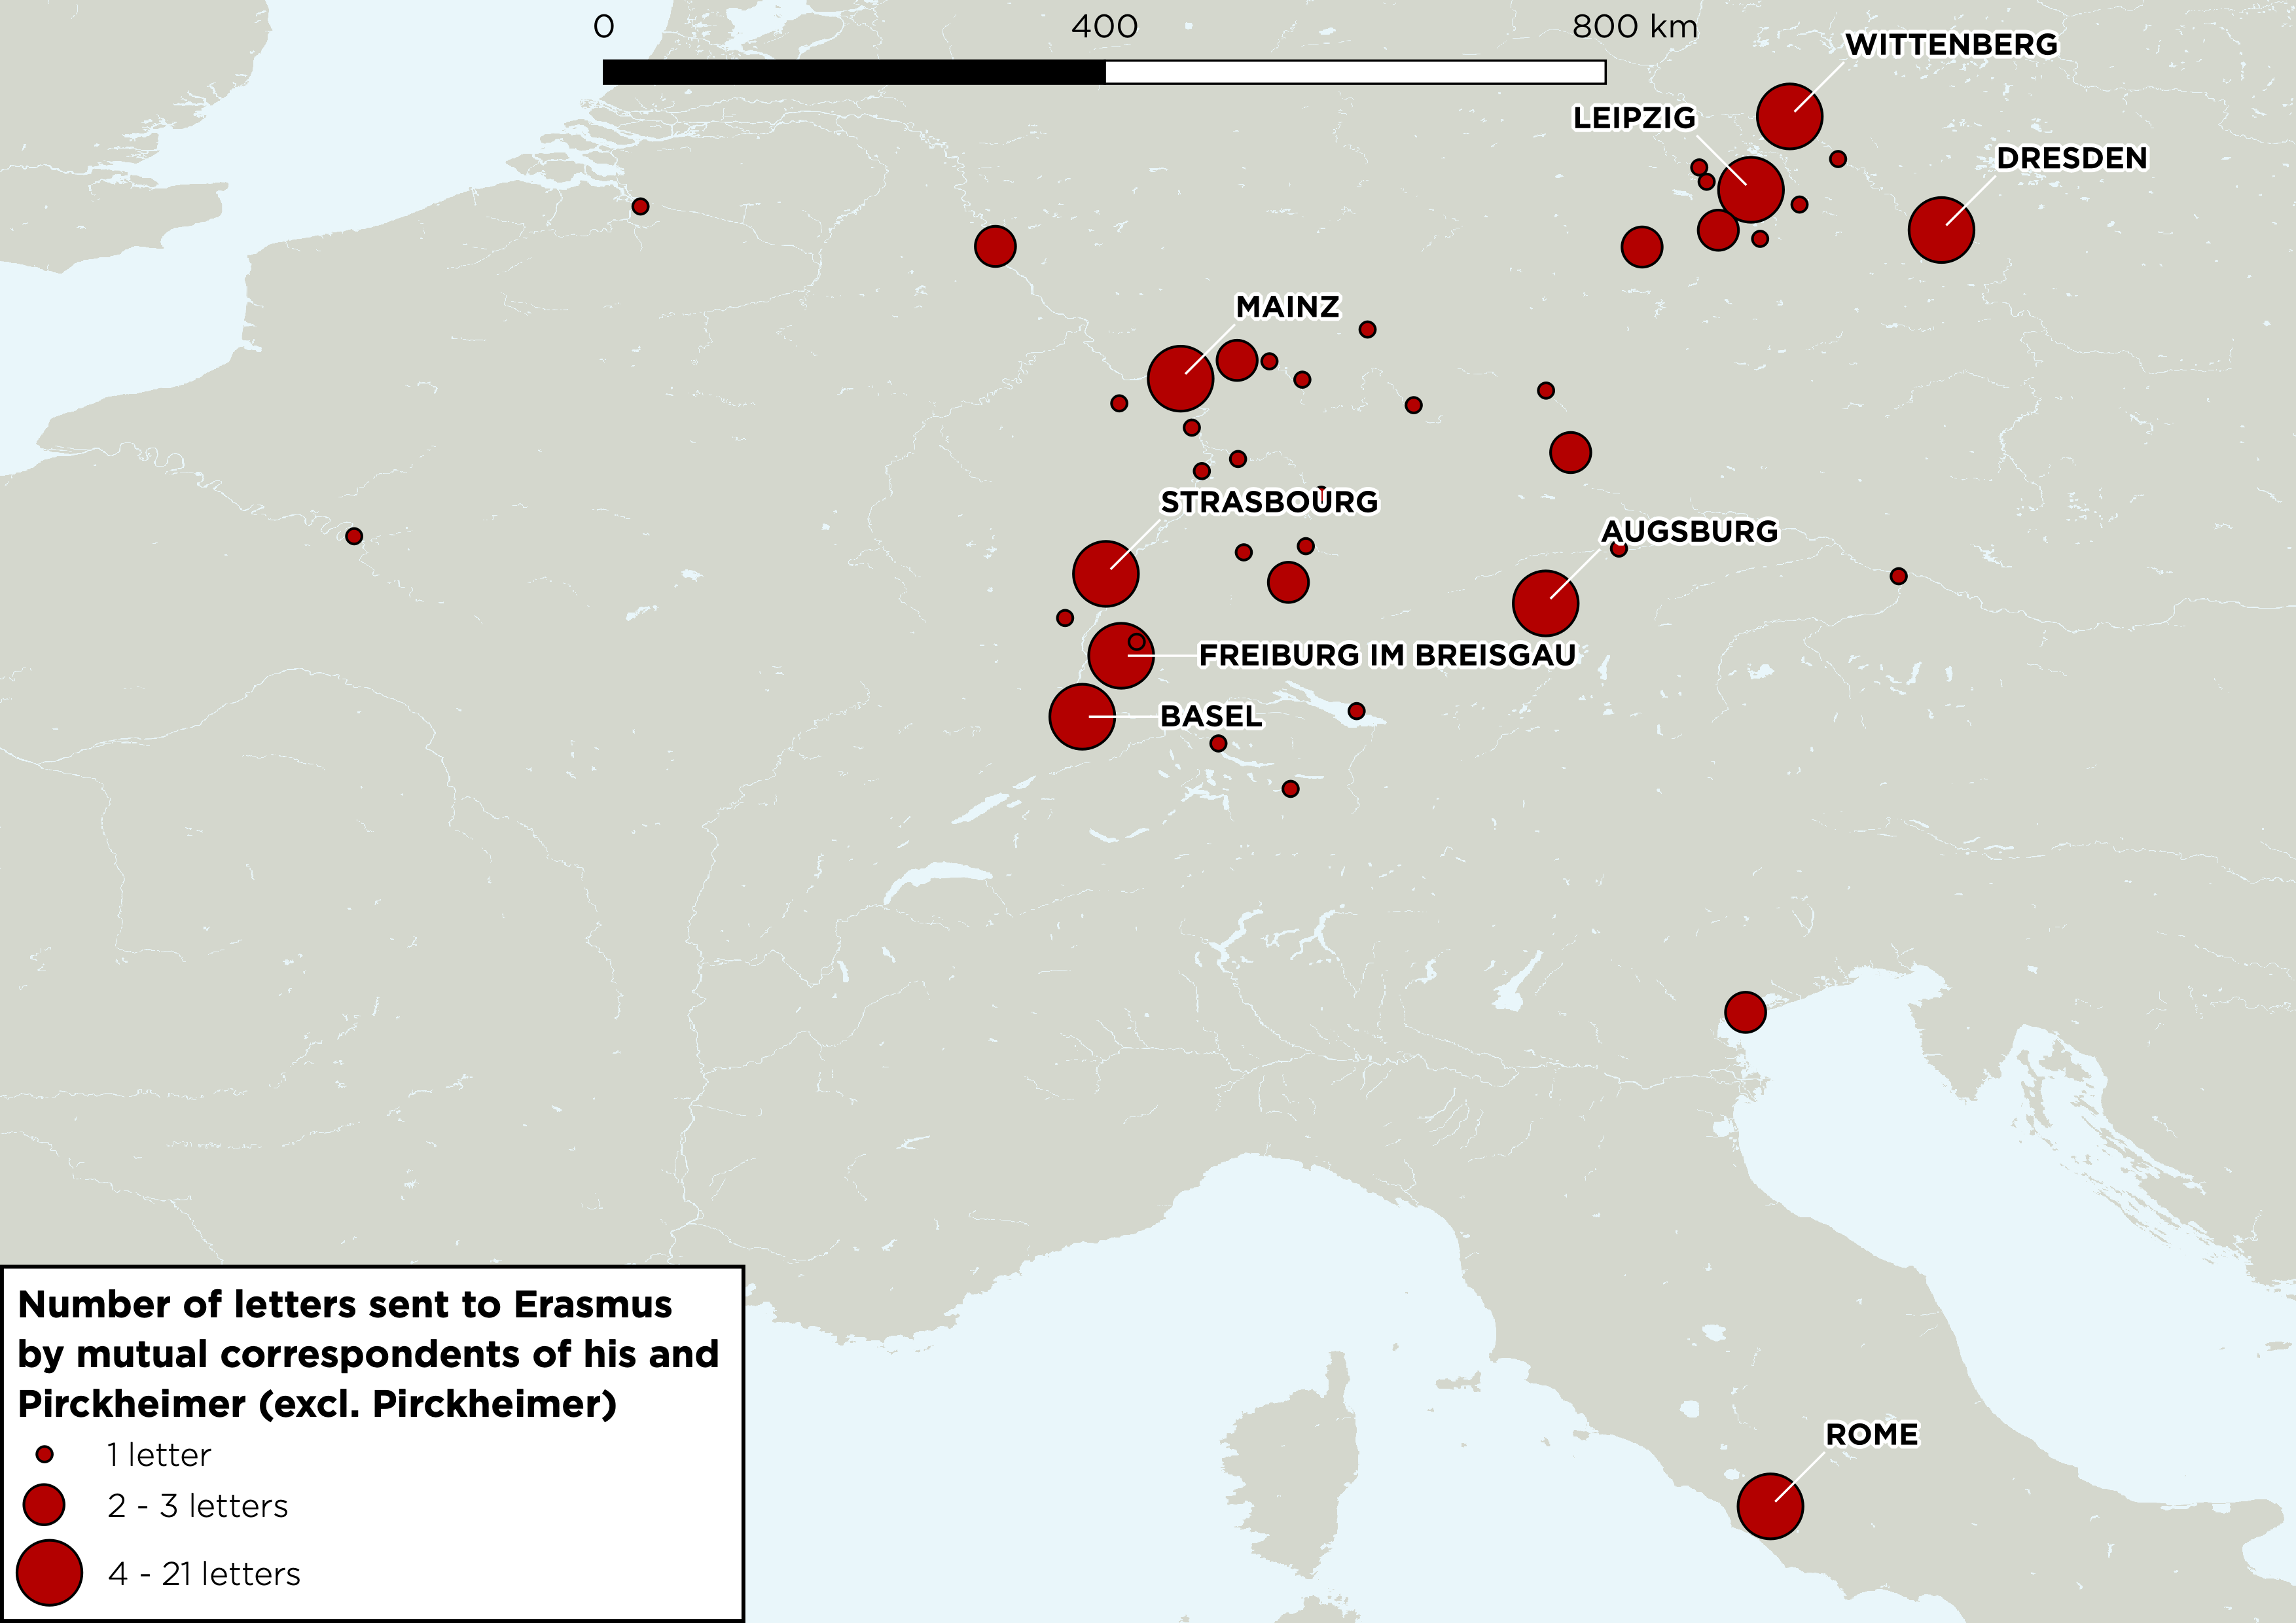 0 400 800 km
WITTENBERG
LEIPZIG
DRESDEN
MAINZ
STRASBOURG
AUGSBURG
FREIBURG IM BREISGAU
BASEL
ROME
Number of letters sent to Erasmus
by mutual correspondents of his and
Pirckheimer (excl. Pirckheimer)
1 letter
2 - 3 letters
4 - 21 letters